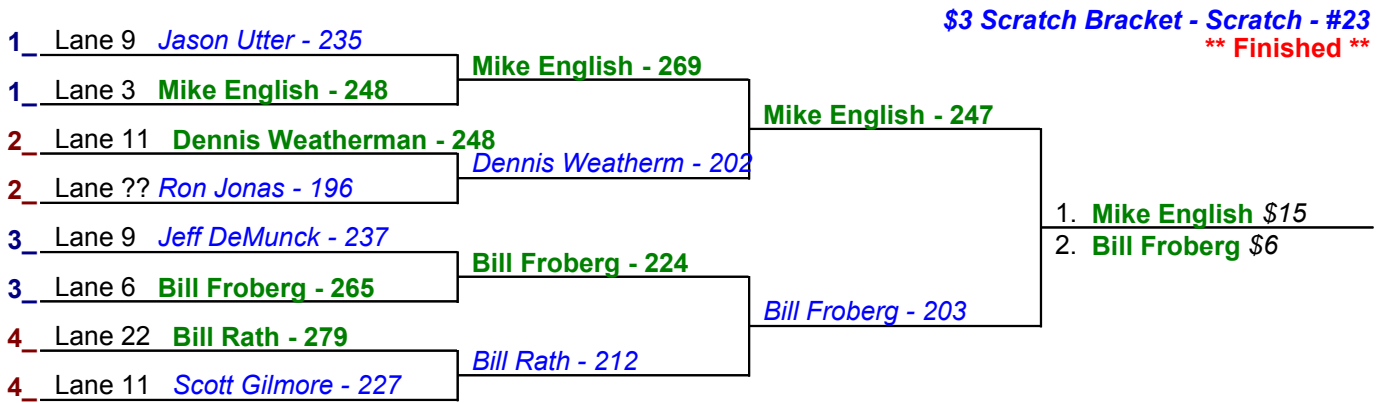 $3 Scratch Bracket - Scratch - #23
** Finished **
1_ Lane 9 Jason Utter - 235
1_ Lane 3 Mike English - 248
2_ Lane 11 Dennis Weatherman - 248
2_ Lane ?? Ron Jonas - 196
3_ Lane 9 Jeff DeMunck - 237
3_ Lane 6 Bill Froberg - 265
4_ Lane 22 Bill Rath - 279
4_ Lane 11 Scott Gilmore - 227
Mike English - 269
Dennis Weatherm - 202
Bill Froberg - 224
Bill Rath - 212
Mike English - 247
Bill Froberg - 203
1. Mike English $15
2. Bill Froberg $6